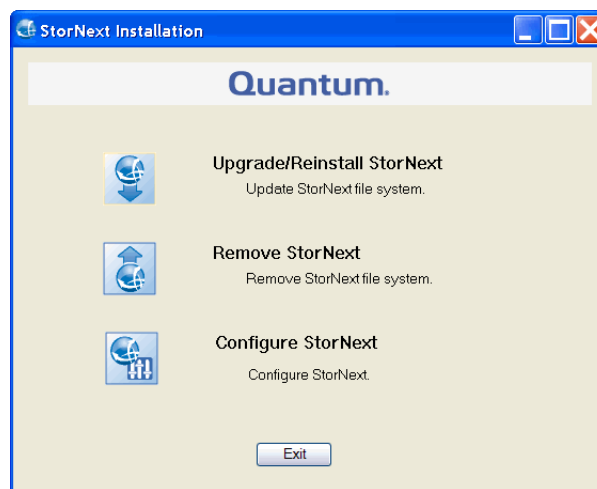 StorNext Installation
Quantum.
Upgrade/Reinstall StorNext
Update StorNext file system.
Remove StorNext
Remove StorNext file system.
Configure StorNext
Configure StorNext.
Exit